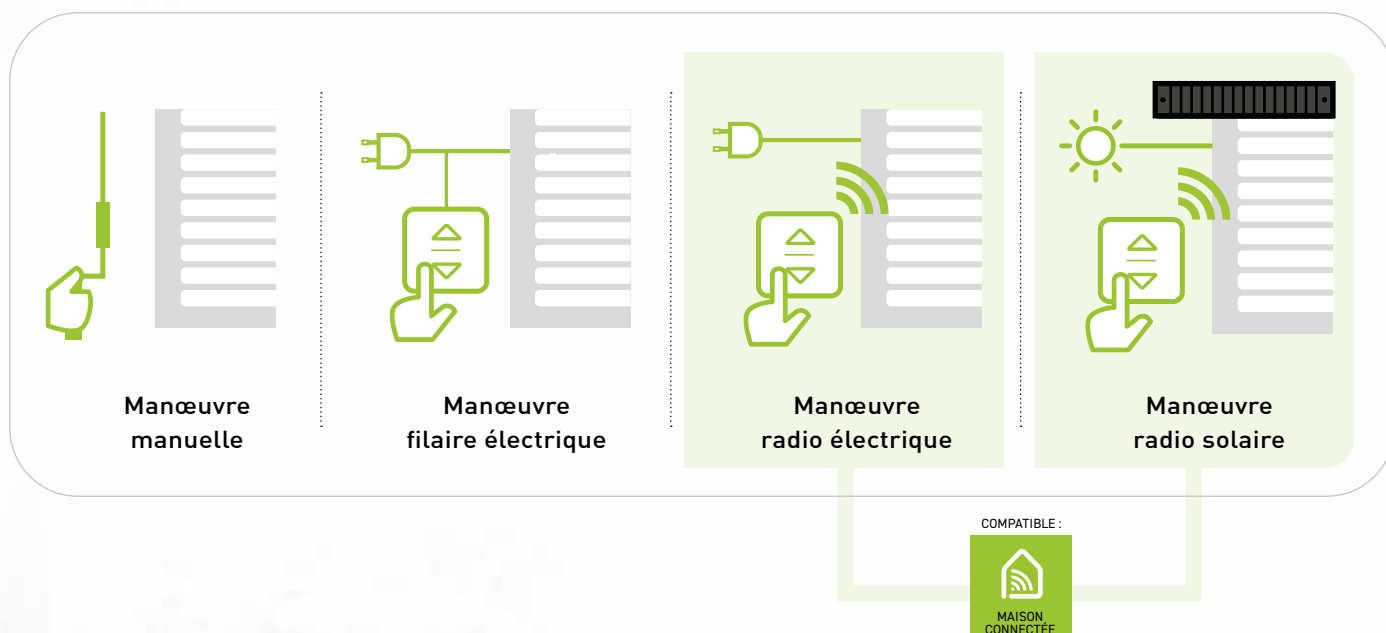 Manœuvre
manuelle
Manœuvre
filaire électrique
Manœuvre
radio électrique
Manœuvre
radio solaire
COMPATIBLE :
MAISON
CONNECTÉE